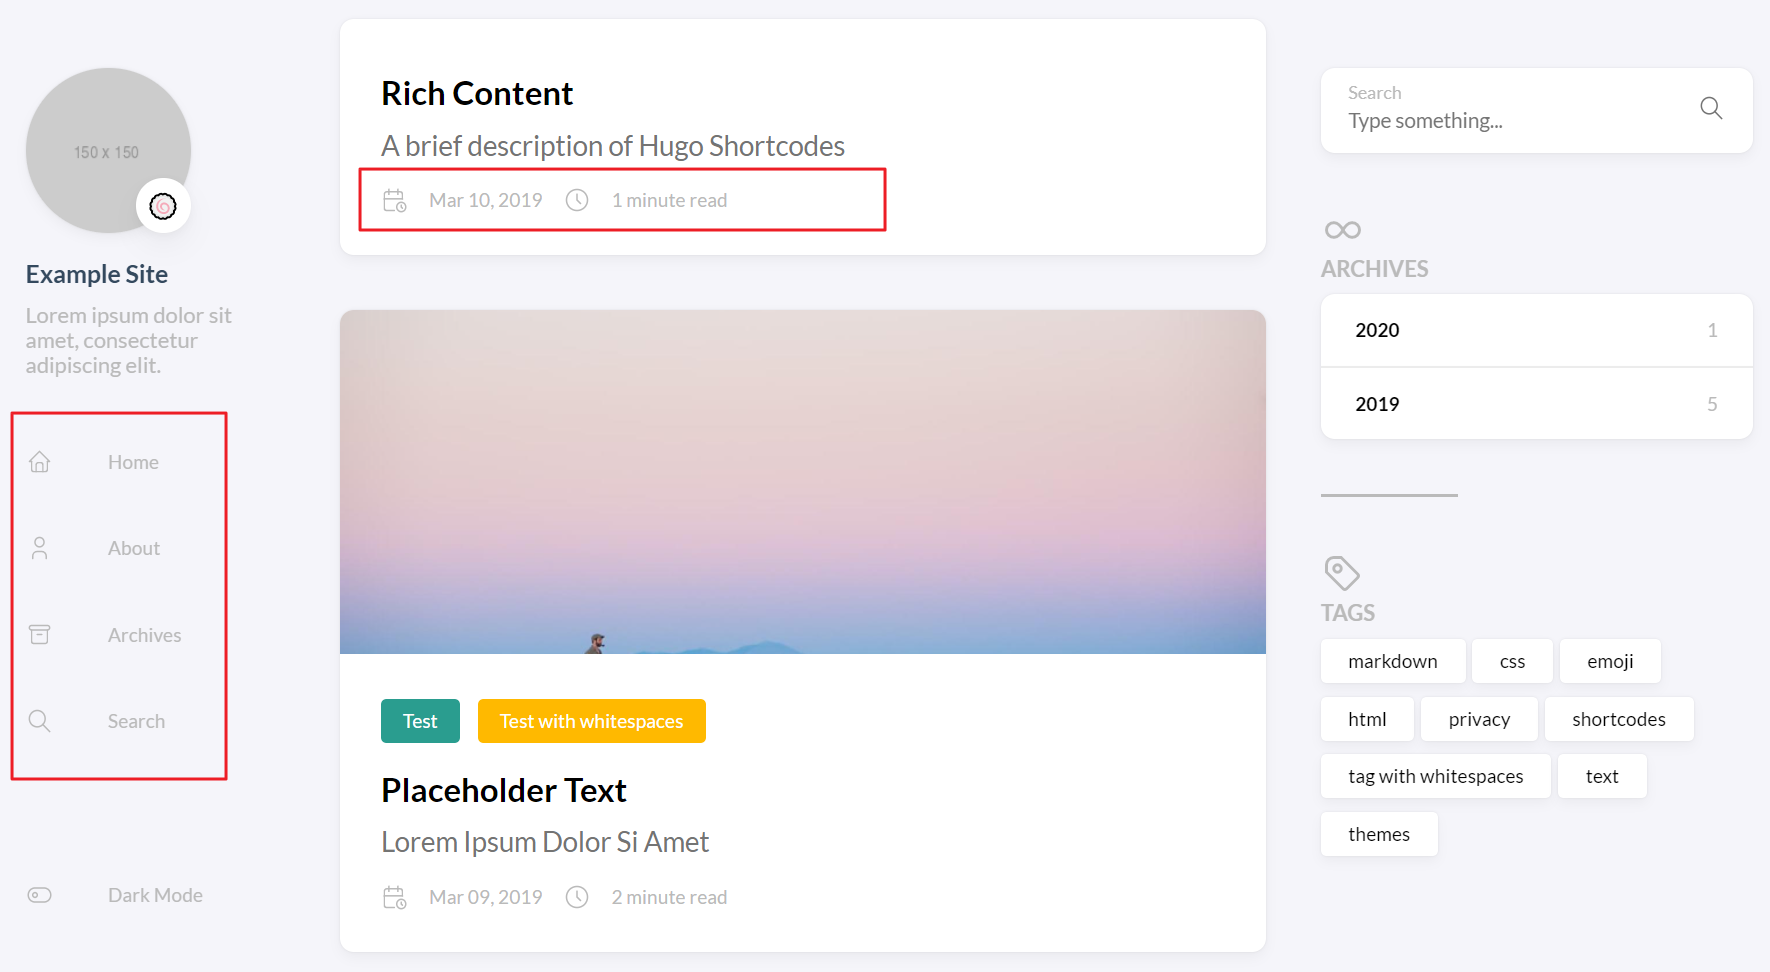 150 x 150
Example Site
Lorem ipsum dolor sit
amet, consectetur
adipiscing elit.
Home
About
Archives
Search
Dark Mode
Rich Content
A brief description of Hugo Shortcodes
Mar 10, 2019 1 minute read
Test Test with whitespaces
Placeholder Text
Lorem Ipsum Dolor Si Amet
Mar 09, 2019 2 minute read
Search
Type something...
ARCHIVES
2020 1
2019 5
TAGS
markdown css emoji
html privacy shortcodes
tag with whitespaces text
themes